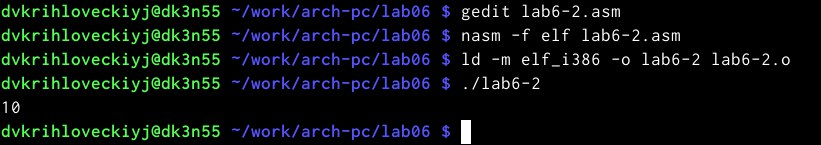 dvkrihloveckiyj@dk3n55 ~/work/arch-pc/lab06 $ gedit lab6-2.asm
dvkrihloveckiyj@dk3n55 ~/work/arch-pc/lab06 $ nasm -f elf lab6-2.asm
dvkrihloveckiyj@dk3n55 ~/work/arch-pc/lab06 $ ld -m elf_i386 -o lab6-2 lab6-2.o
dvkrihloveckiyj@dk3n55 ~/work/arch-pc/lab06 $ ./lab6-2
10
dvkrihloveckiyj@dk3n55 ~/work/arch-pc/lab06 $